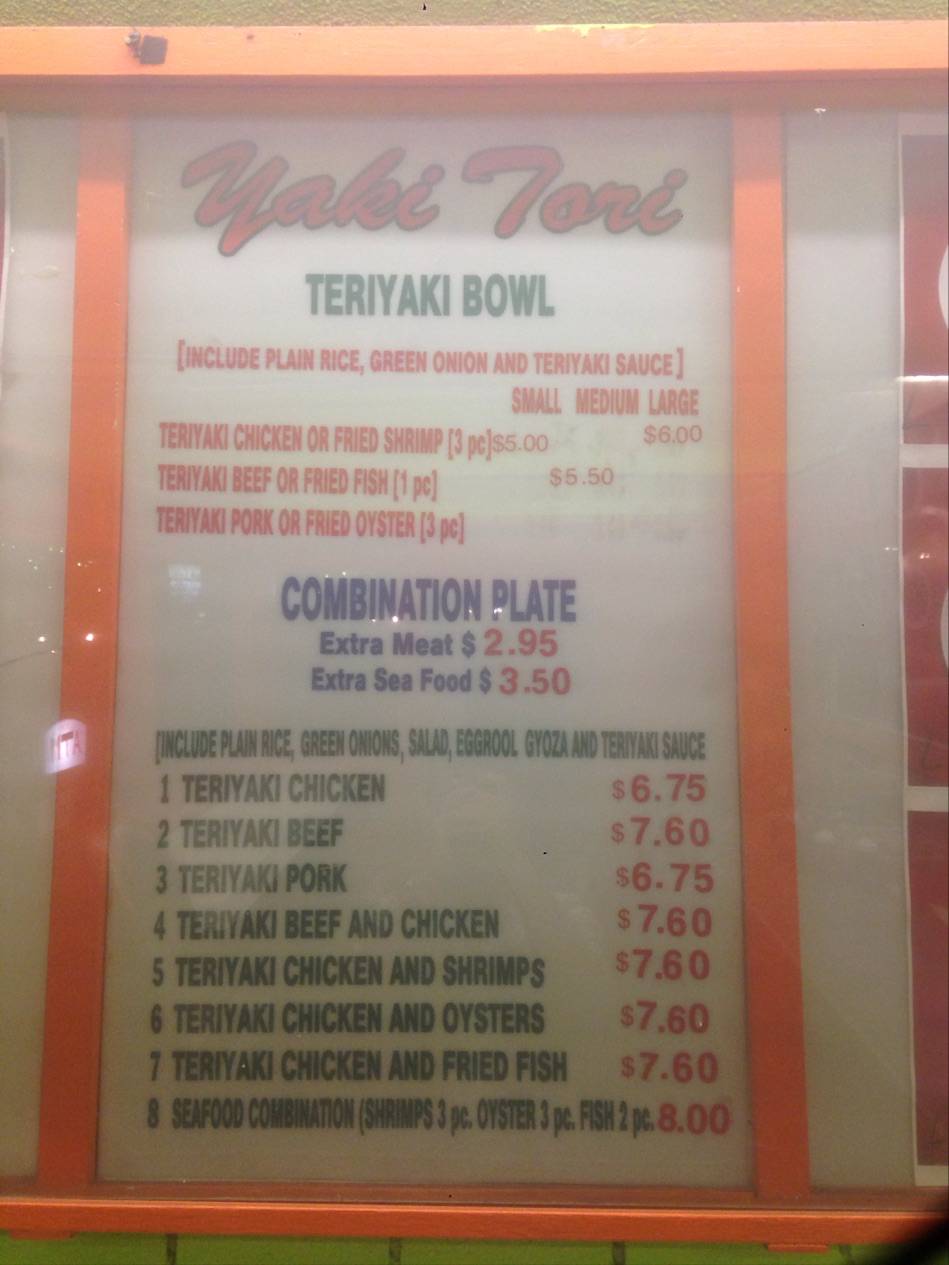 Yaki Tori
TERIYAKI BOWL
[INCLUDE PLAIN RICE, GREEN ONION AND TERIYAKI SAUCE]
SMALL MEDIUM LARGE
TERIYAKI CHICKEN OR FRIED SHRIMP [3 pc] $5.00 $6.00
TERIYAKI BEEF OR FRIED FISH [1 pc] $5.50
TERIYAKI PORK OR FRIED OYSTER [3 pc]
COMBINATION PLATE
Extra Meat $ 2.95
Extra Sea Food $ 3.50
[INCLUDE PLAIN RICE, GREEN ONIONS, SALAD, EGGROOL GYOZA AND TERIYAKI SAUCE
1 TERIYAKI CHICKEN $6.75
2 TERIYAKI BEEF $7.60
3 TERIYAKI PORK $6.75
4 TERIYAKI BEEF AND CHICKEN $7.60
5 TERIYAKI CHICKEN AND SHRIMPS $7.60
6 TERIYAKI CHICKEN AND OYSTERS $7.60
7 TERIYAKI CHICKEN AND FRIED FISH $7.60
8 SEAFOOD COMBINATION (SHRIMPS 3 pc. OYSTER 3 pc. FISH 2 pc. 8.00